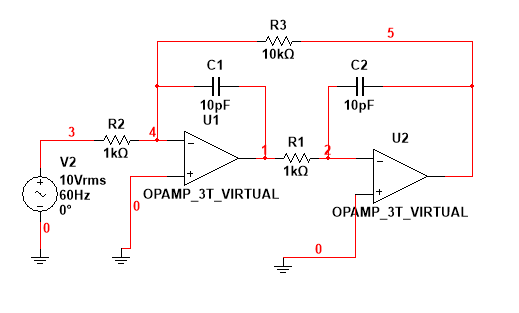 R3
5
10kΩ
C1
C2
10pF
10pF
U1
R2
3
4
1kΩ
R1
1
2
1kΩ
U2
V2
10Vrms
60Hz
0°
OPAMP_3T_VIRTUAL
0
OPAMP_3T_VIRTUAL
0
0